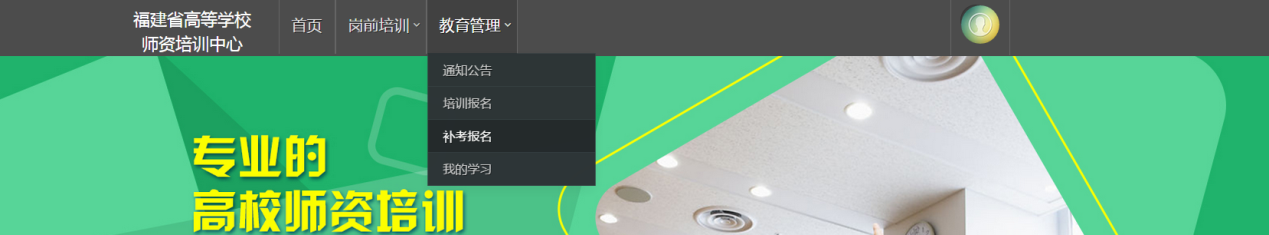 福建省高等学校
师资培训中心
首页
岗前培训
教育管理
通知公告
培训报名
补考报名
我的学习
专业的
高校师资培训